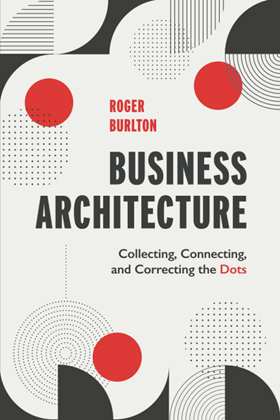 ROGER
BURLTON
BUSINESS
ARCHITECTURE
Collecting, Connecting,
and Correcting the Dots